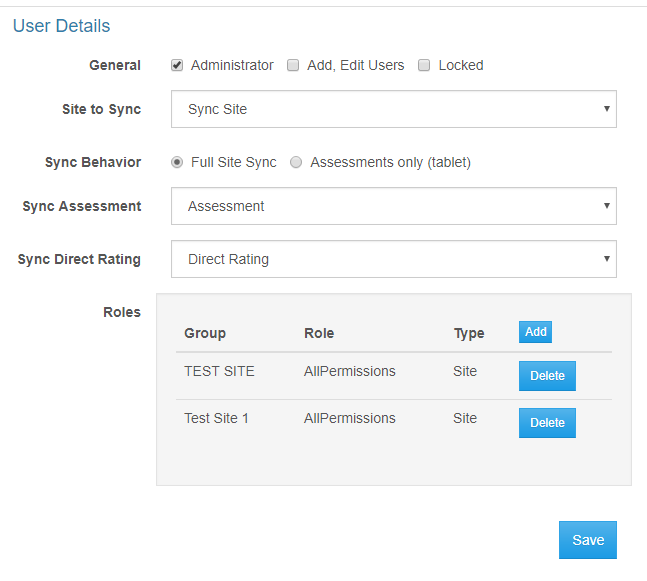 User Details
General Administrator Add, Edit Users Locked
Site to Sync Sync Site
Sync Behavior Full Site Sync Assessments only (tablet)
Sync Assessment Assessment
Sync Direct Rating Direct Rating
Roles
Group Role Type Add
TEST SITE AllPermissions Site Delete
Test Site 1 AllPermissions Site Delete
Save